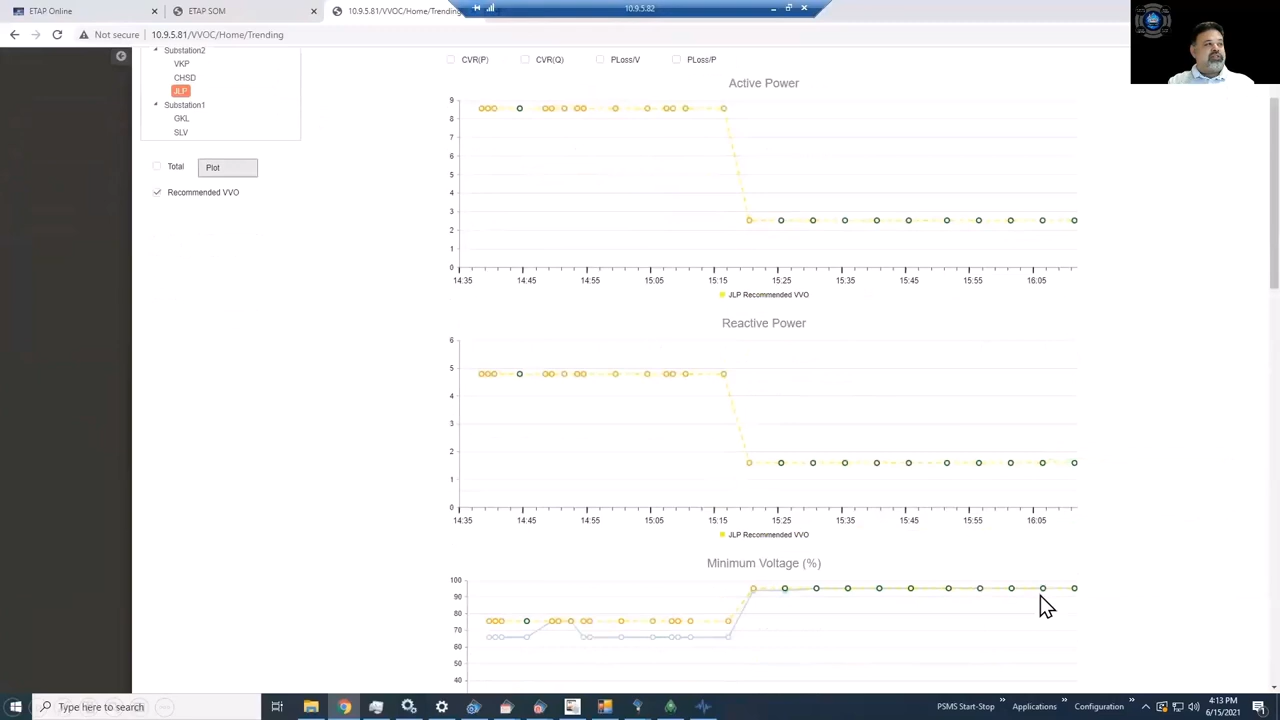 ETAP Online
ETAP SOM
10.9.5.81/VVOC/Home/Trending
10.9.5.82
Not secure
10.9.5.81/VVOC/Home/Trending
Substation2
VKP
CHSD
JLP
Substation1
GKL
SLV
Total
Plot
Recommended VVO
CVR(P)
CVR(Q)
PLoss/V
PLoss/P
Active Power
9
8
7
6
5
4
3
2
1
0
14:35 14:45 14:55 15:05 15:15 15:25 15:35 15:45 15:55 16:05
JLP Recommended VVO
Reactive Power
6
5
4
3
2
1
0
14:35 14:45 14:55 15:05 15:15 15:25 15:35 15:45 15:55 16:05
JLP Recommended VVO
Minimum Voltage (%)
100
90
80
70
60
50
40
Type here to search
PSMS Start-Stop
Applications
Configuration
4:13 PM
6/15/2021